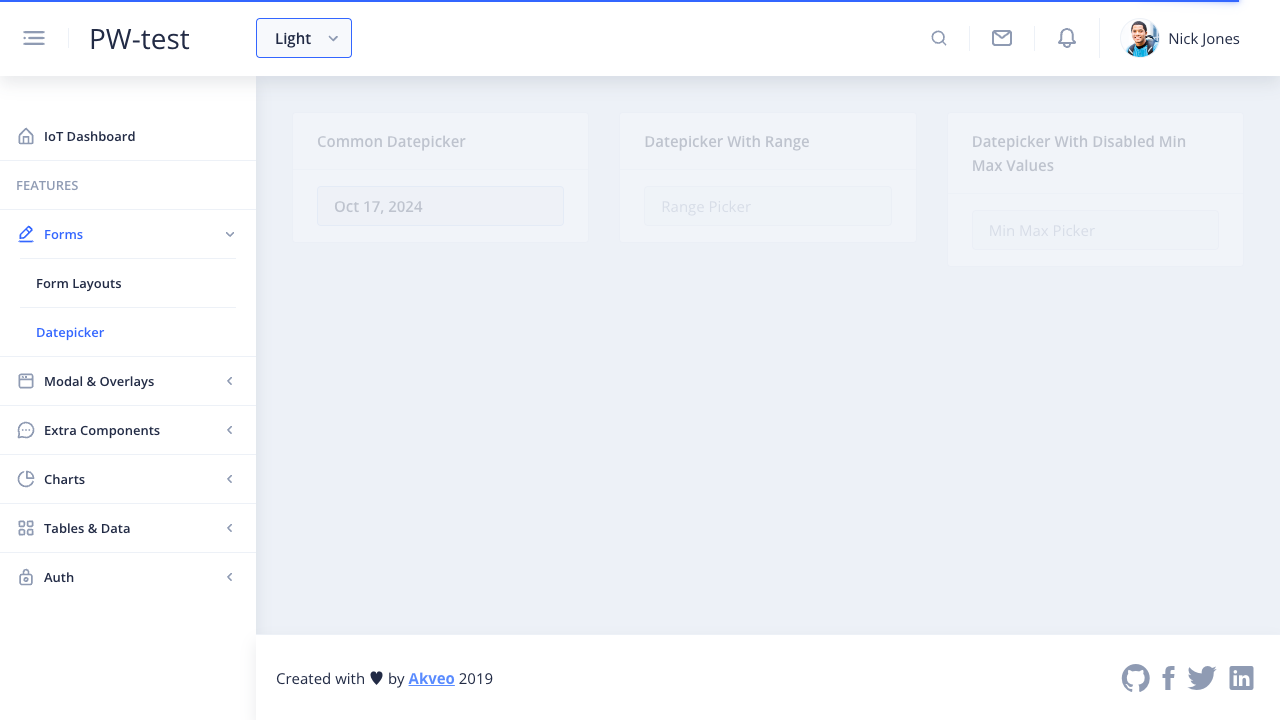 PW-test
Light
Nick Jones
IoT Dashboard
FEATURES
Forms
Form Layouts
Datepicker
Modal & Overlays
Extra Components
Charts
Tables & Data
Auth
Common Datepicker
Oct 17, 2024
Datepicker With Range
Range Picker
Datepicker With Disabled Min
Max Values
Min Max Picker
Created with ♥ by Akveo 2019